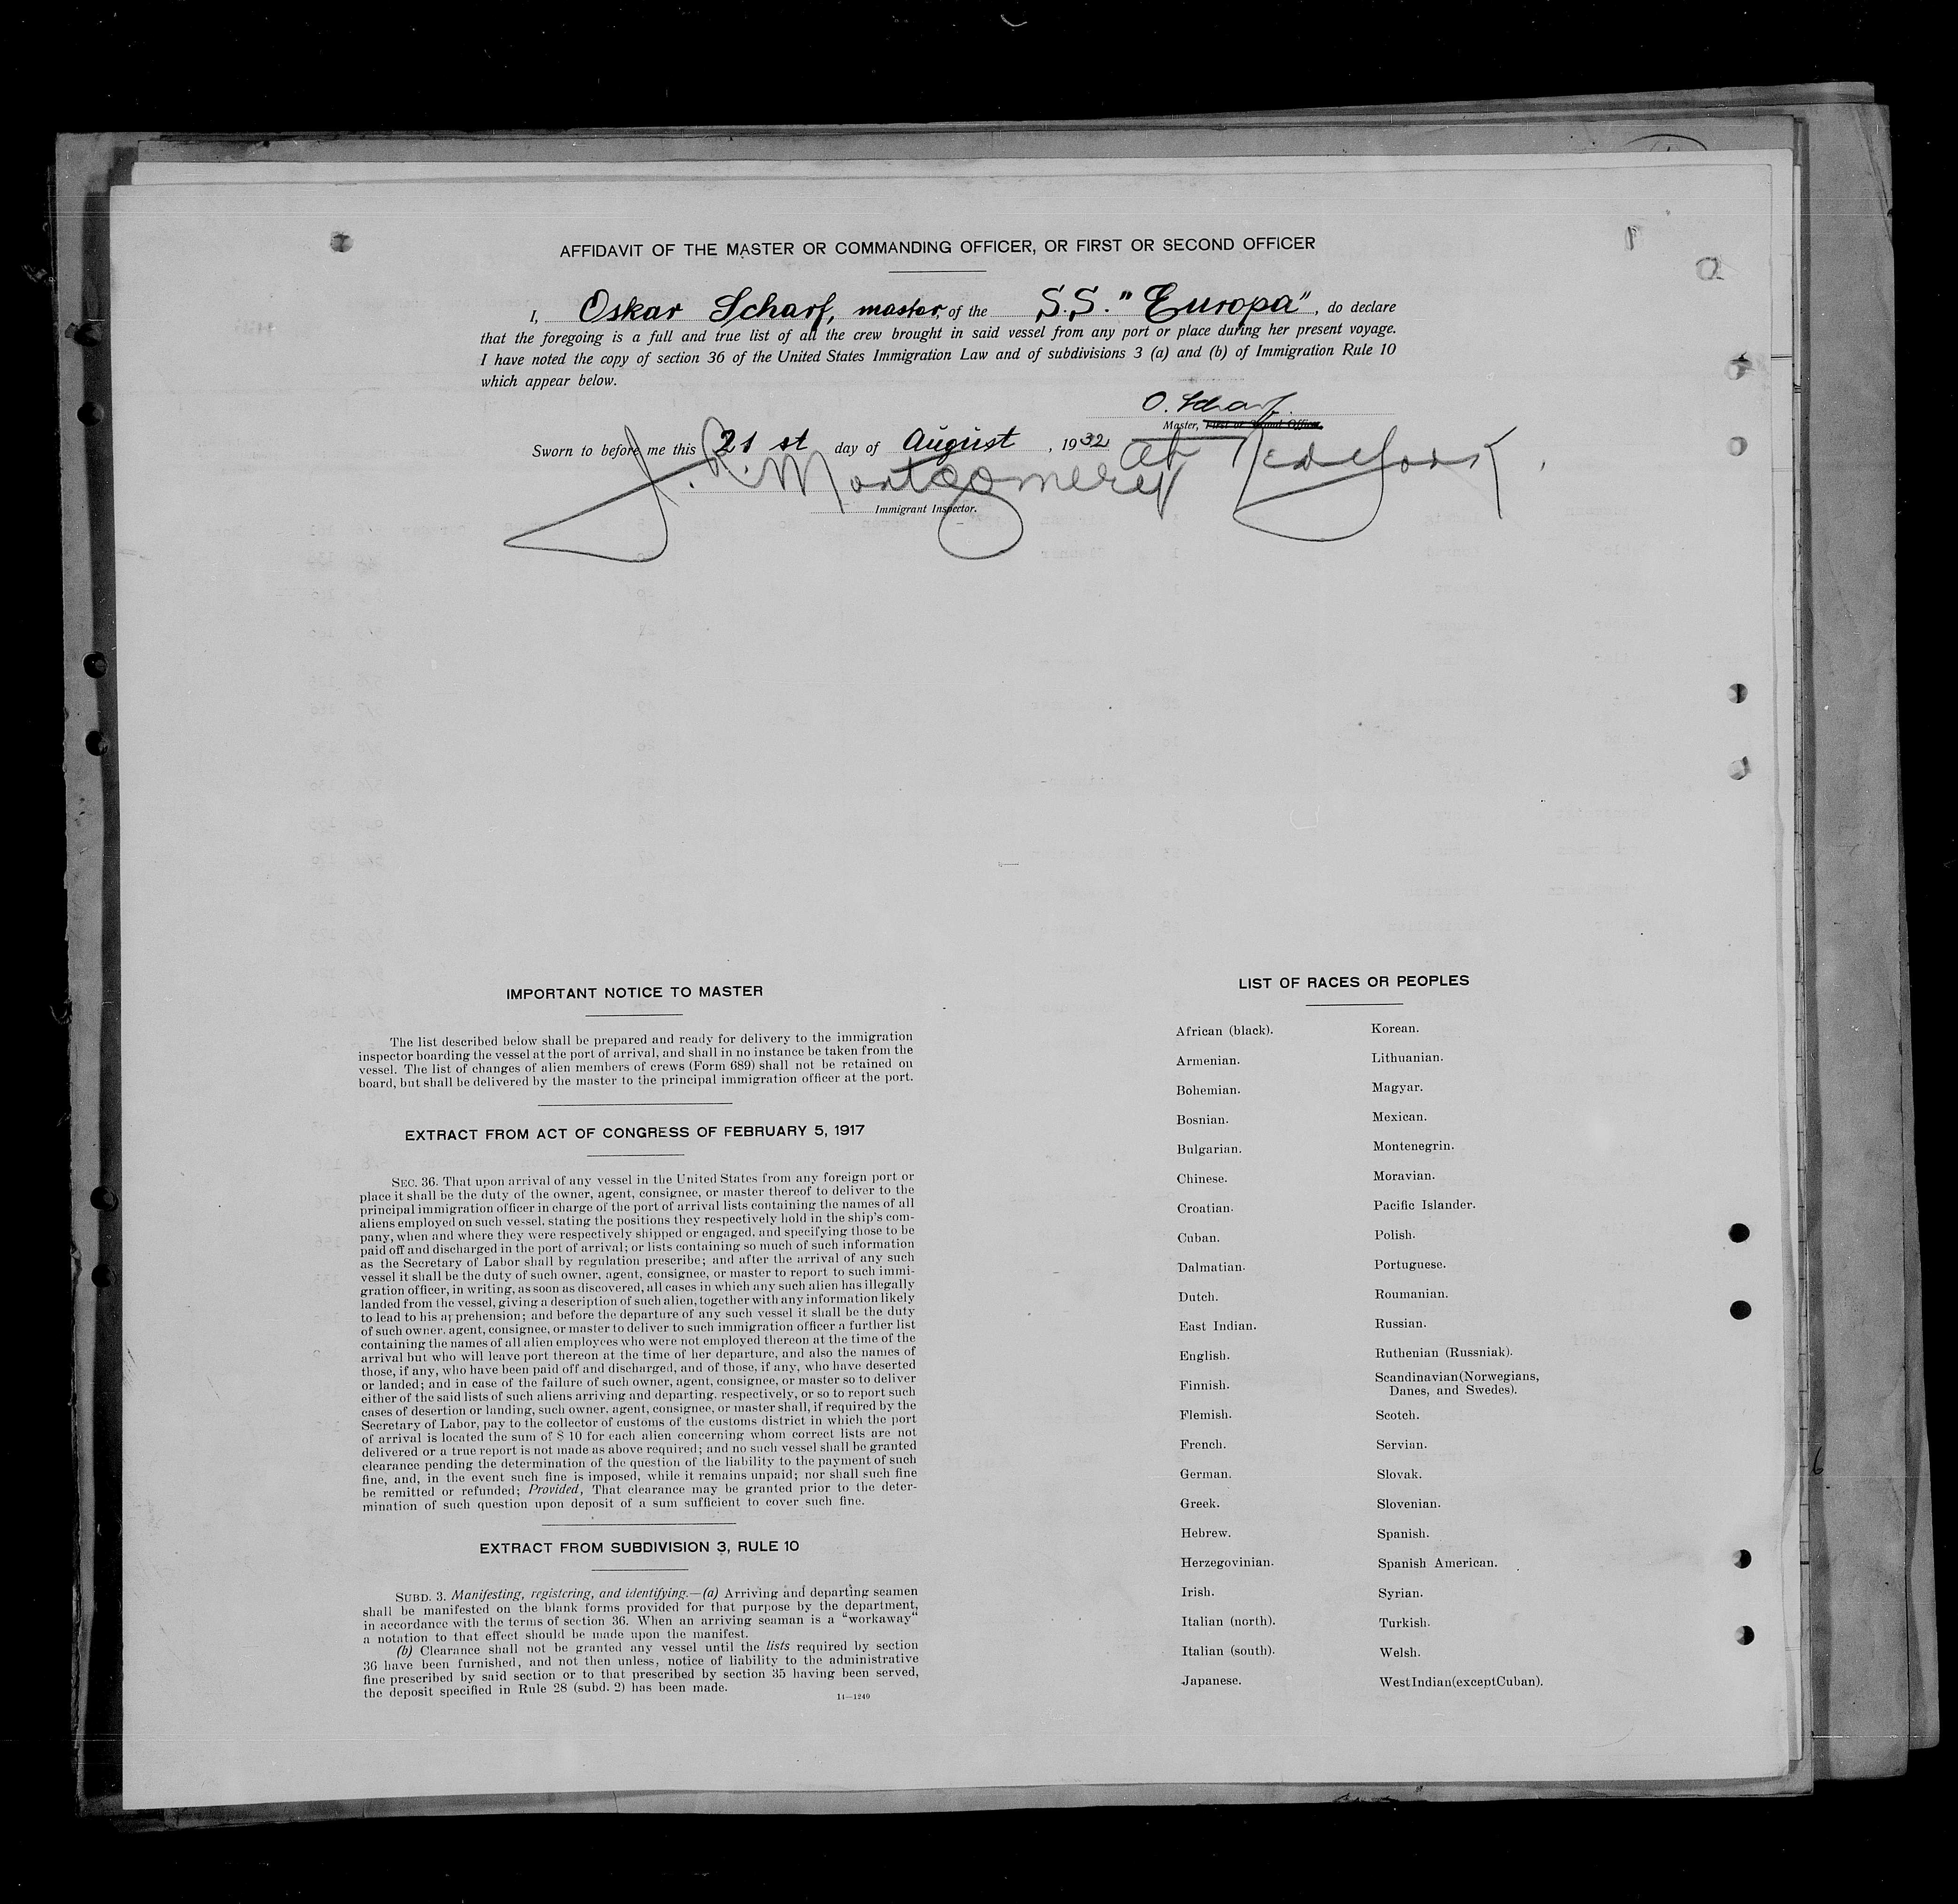 AFFIDAVIT OF THE MASTER OR COMMANDING OFFICER, OR FIRST OR SECOND OFFICER
I, Oskar Scharf, master, of the S.S. "Europa", do declare
that the foregoing is a full and true list of all the crew brought in said vessel from any port or place during her present voyage.
I have noted the copy of section 36 of the United States Immigration Law and of subdivisions 3 (a) and (b) of Immigration Rule 10
which appear below.
O. Scharf.
Master, First or Second Officer.
Sworn to before me this 21 st day of August, 1932 at New York.
J. R. Montgomery
Immigrant Inspector.
IMPORTANT NOTICE TO MASTER
The list described below shall be prepared and ready for delivery to the immigration
inspector boarding the vessel at the port of arrival, and shall in no instance be taken from the
vessel. The list of changes of alien members of crews (Form 689) shall not be retained on
board, but shall be delivered by the master to the principal immigration officer at the port.
EXTRACT FROM ACT OF CONGRESS OF FEBRUARY 5, 1917
SEC. 36. That upon arrival of any vessel in the United States from any foreign port or
place it shall be the duty of the owner, agent, consignee, or master thereof to deliver to the
principal immigration officer in charge of the port of arrival lists containing the names of all
aliens employed on such vessel, stating the positions they respectively hold in the ship's com-
pany, when and where they were respectively shipped or engaged, and specifying those to be
paid off and discharged in the port of arrival; or lists containing so much of such information
as the Secretary of Labor shall by regulation prescribe; and after the arrival of any such
vessel it shall be the duty of such owner, agent, consignee, or master to report to such immi-
gration officer, in writing, as soon as discovered, all cases in which any such alien has illegally
landed from the vessel, giving a description of such alien, together with any information likely
to lead to his apprehension; and before the departure of any such vessel it shall be the duty
of such owner, agent, consignee, or master to deliver to such immigration officer a further list
containing the names of all alien employees who were not employed thereon at the time of the
arrival but who will leave port thereon at the time of her departure, and also the names of
those, if any, who have been paid off and discharged, and of those, if any, who have deserted
or landed; and in case of the failure of such owner, agent, consignee, or master so to deliver
either of the said lists of such aliens arriving and departing, respectively, or so to report such
cases of desertion or landing, such owner, agent, consignee, or master shall, if required by the
Secretary of Labor, pay to the collector of customs of the customs district in which the port
of arrival is located the sum of $ 10 for each alien concerning whom correct lists are not
delivered or a true report is not made as above required; and no such vessel shall be granted
clearance pending the determination of the question of the liability to the payment of such
fine, and, in the event such fine is imposed, while it remains unpaid; nor shall such fine
be remitted or refunded; Provided, That clearance may be granted prior to the deter-
mination of such question upon deposit of a sum sufficient to cover such fine.
EXTRACT FROM SUBDIVISION 3, RULE 10
SUBD. 3. Manifesting, registering, and identifying.—(a) Arriving and departing seamen
shall be manifested on the blank forms provided for that purpose by the department,
in accordance with the terms of section 36. When an arriving seaman is a "workaway"
a notation to that effect should be made upon the manifest.
(b) Clearance shall not be granted any vessel until the lists required by section
36 have been furnished, and not then unless, notice of liability to the administrative
fine prescribed by said section or to that prescribed by section 35 having been served,
the deposit specified in Rule 28 (subd. 2) has been made.
14—1240
LIST OF RACES OR PEOPLES
African (black).
Armenian.
Bohemian.
Bosnian.
Bulgarian.
Chinese.
Croatian.
Cuban.
Dalmatian.
Dutch.
East Indian.
English.
Finnish.
Flemish.
French.
German.
Greek.
Hebrew.
Herzegovinian.
Irish.
Italian (north).
Italian (south).
Japanese.
Korean.
Lithuanian.
Magyar.
Mexican.
Montenegrin.
Moravian.
Pacific Islander.
Polish.
Portuguese.
Roumanian.
Russian.
Ruthenian (Russniak).
Scandinavian (Norwegians,
Danes, and Swedes).
Scotch.
Servian.
Slovak.
Slovenian.
Spanish.
Spanish American.
Syrian.
Turkish.
Welsh.
West Indian (except Cuban).